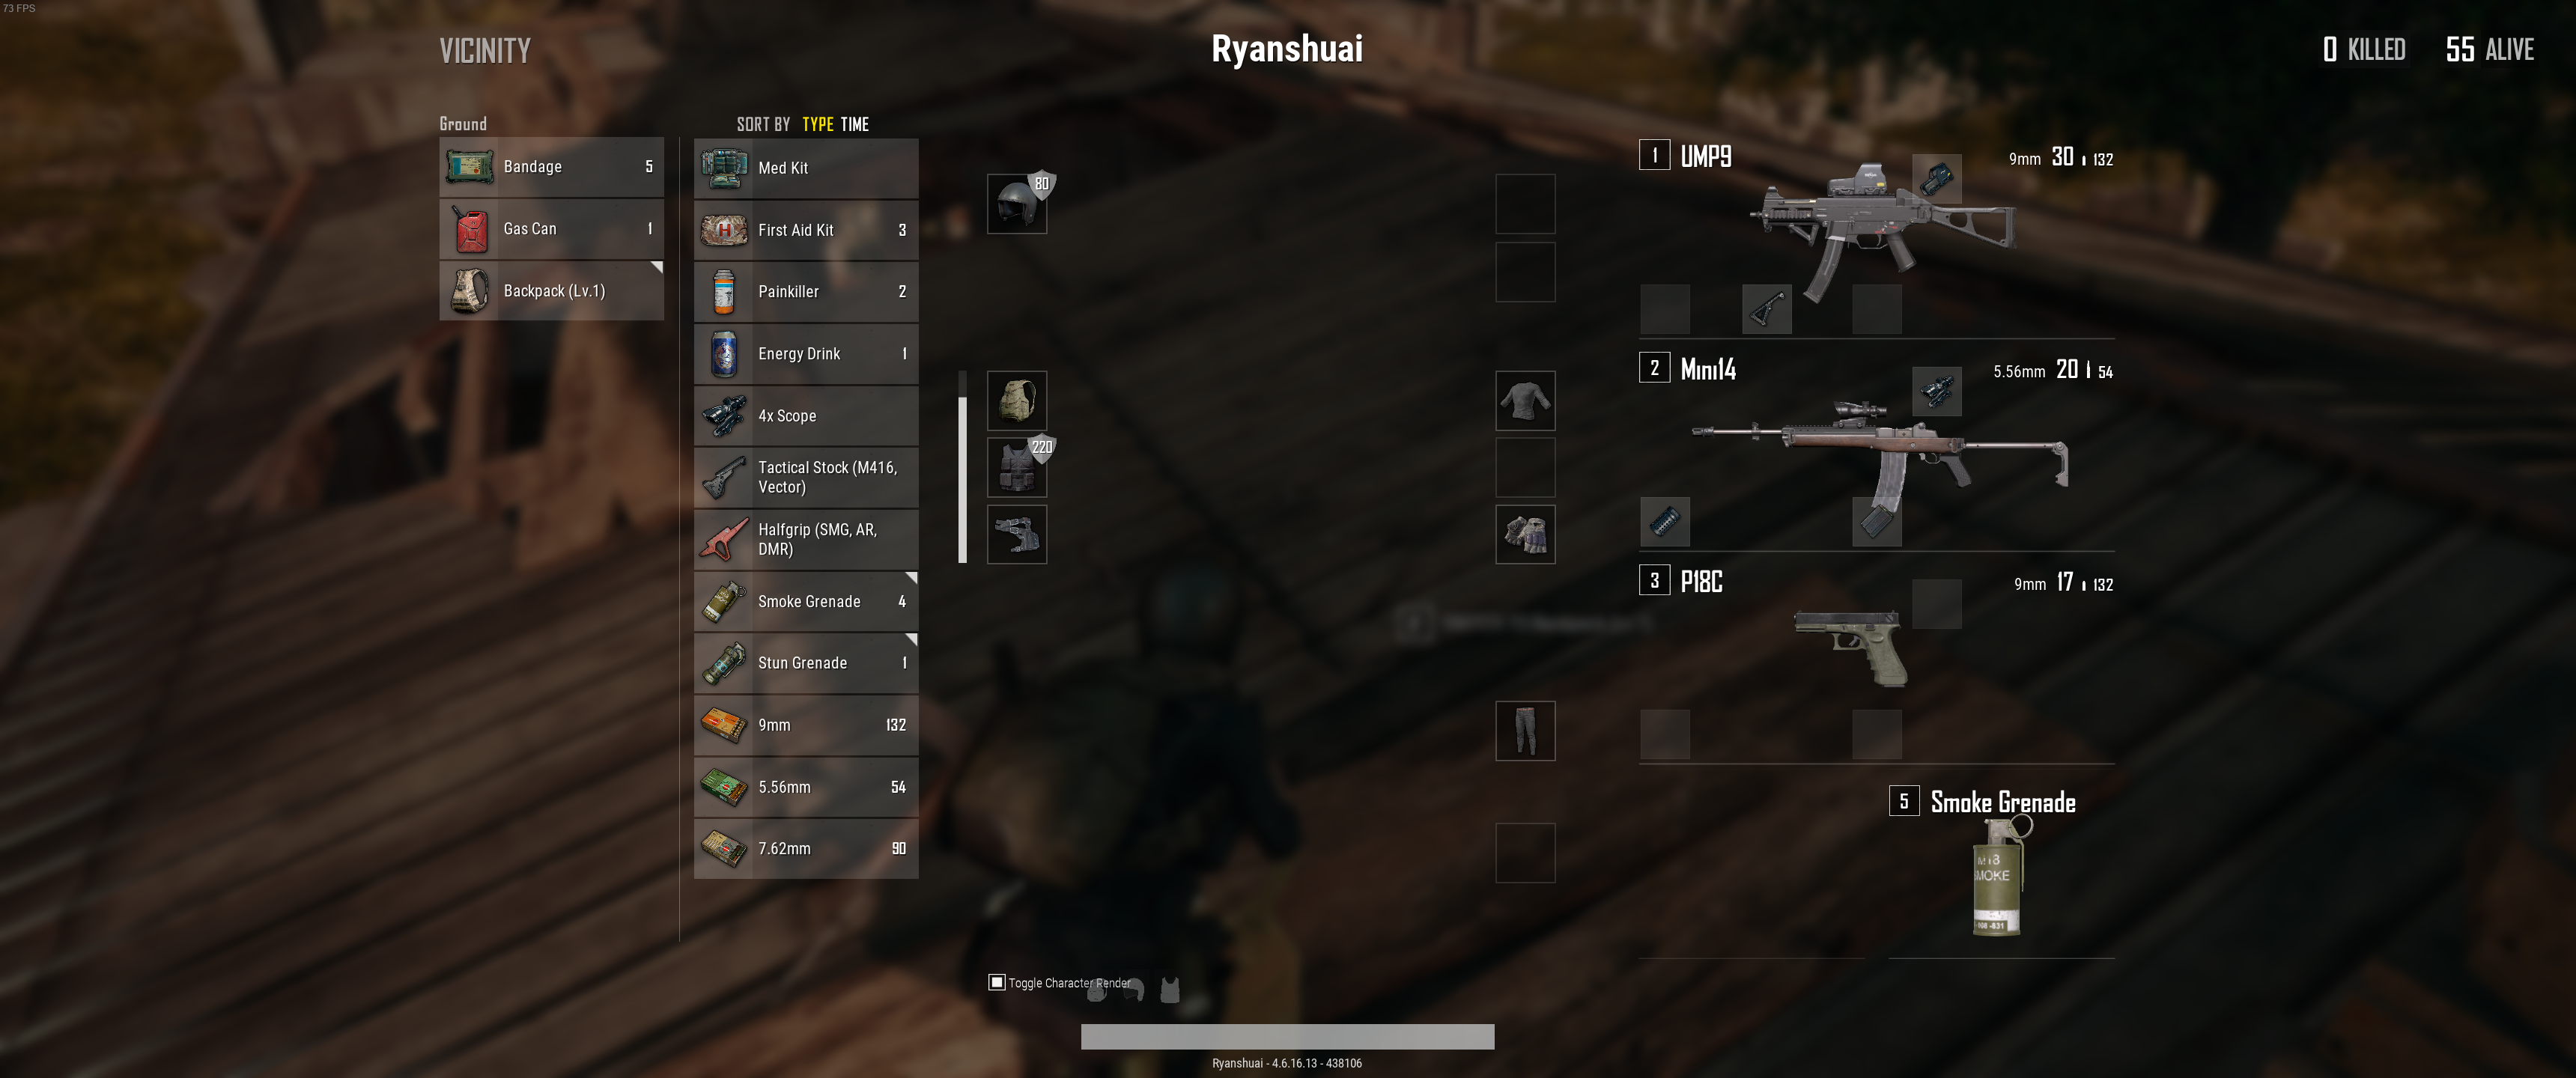 73 FPS
VICINITY
Ryanshuai
0 KILLED 55 ALIVE
Ground
Bandage 5
Gas Can 1
Backpack (Lv.1)
SORT BY TYPE TIME
Med Kit
First Aid Kit 3
Painkiller 2
Energy Drink 1
4x Scope
Tactical Stock (M416,
Vector)
Halfgrip (SMG, AR,
DMR)
Smoke Grenade 4
Stun Grenade 1
9mm 132
5.56mm 54
7.62mm 90
80
220
1 UMP9 9mm 30 132
2 Mini14 5.56mm 20 54
3 P18C 9mm 17 132
5 Smoke Grenade
M18
SMOKE
Toggle Character Render
Ryanshuai - 4.6.16.13 - 438106